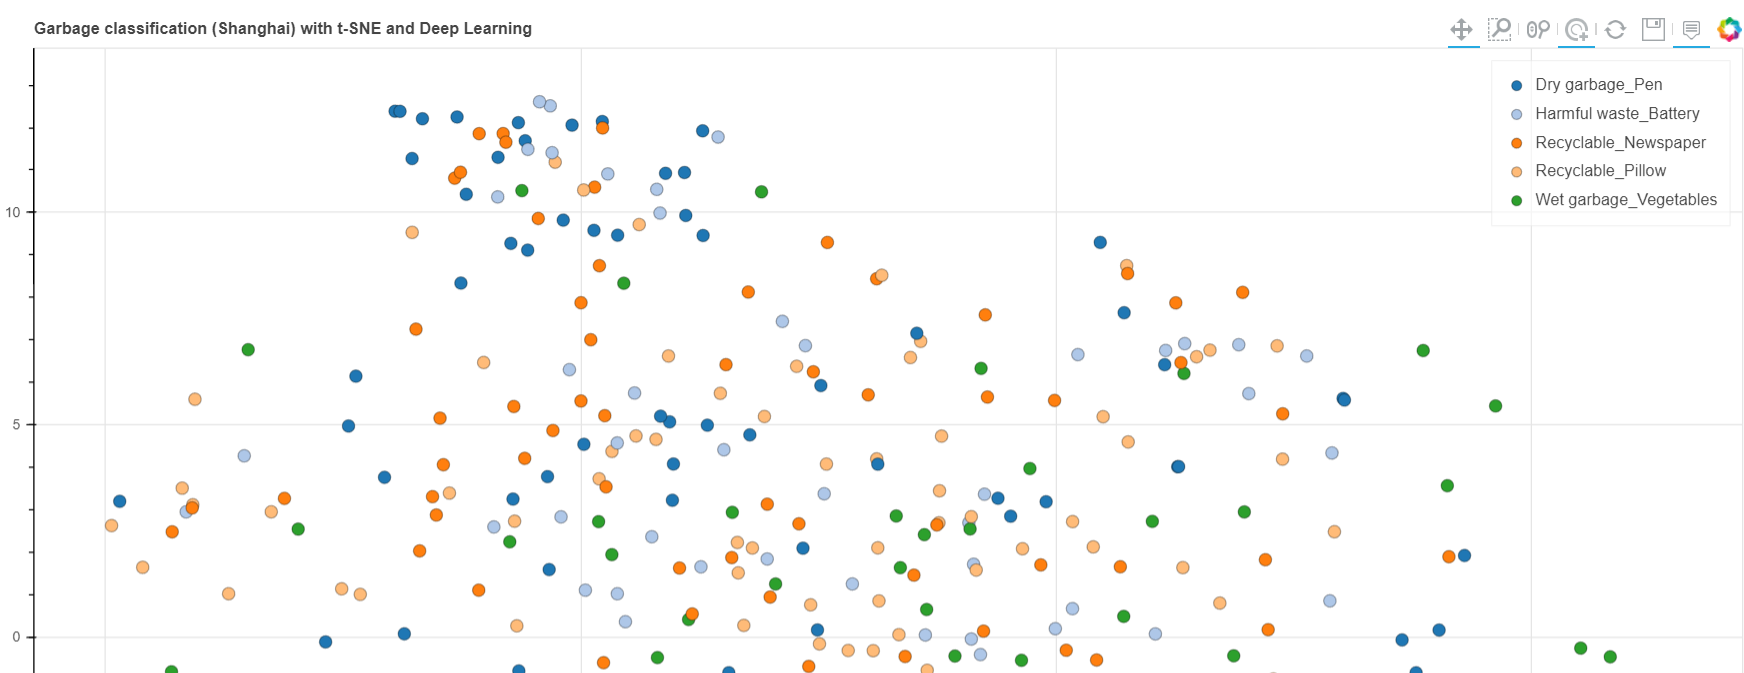 Garbage classification (Shanghai) with t-SNE and Deep Learning
Dry garbage_Pen
Harmful waste_Battery
Recyclable_Newspaper
Recyclable_Pillow
Wet garbage_Vegetables
10
5
0